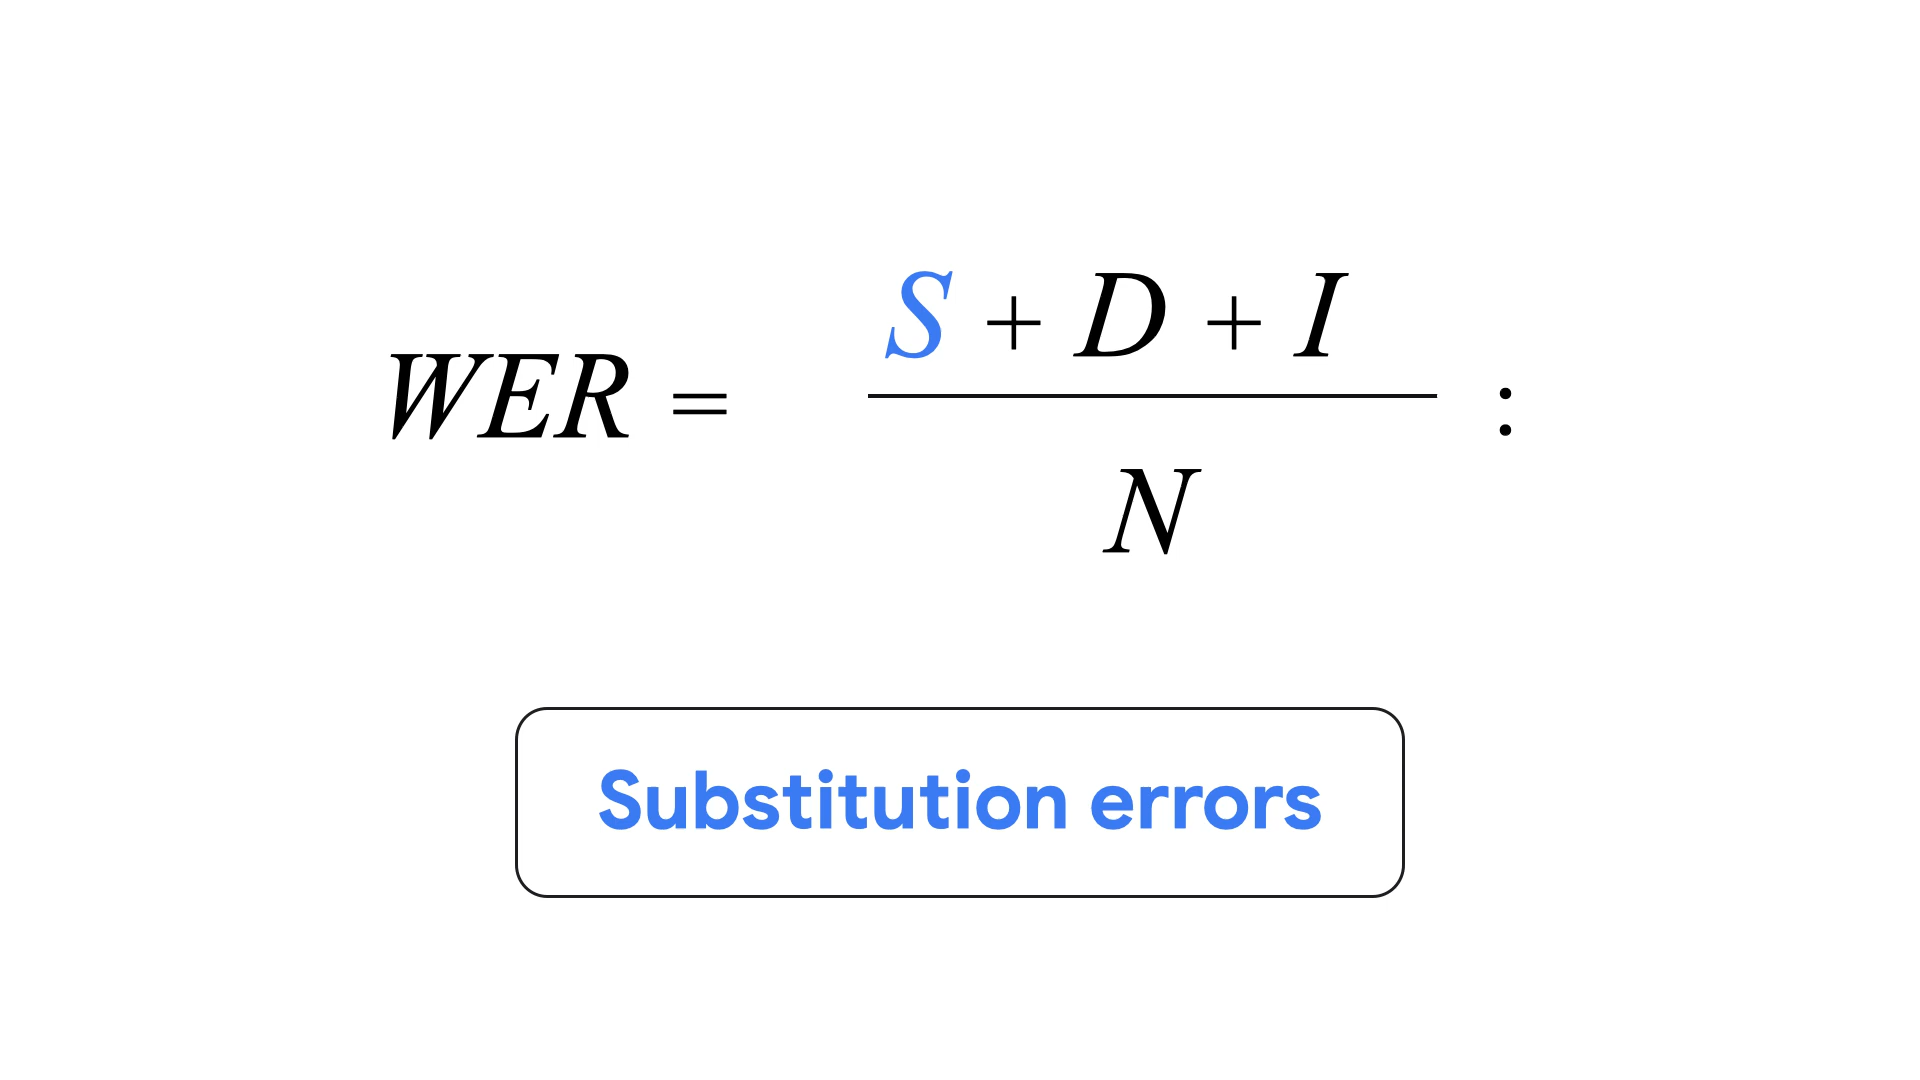 S + D + I
WER = :
N
Substitution errors